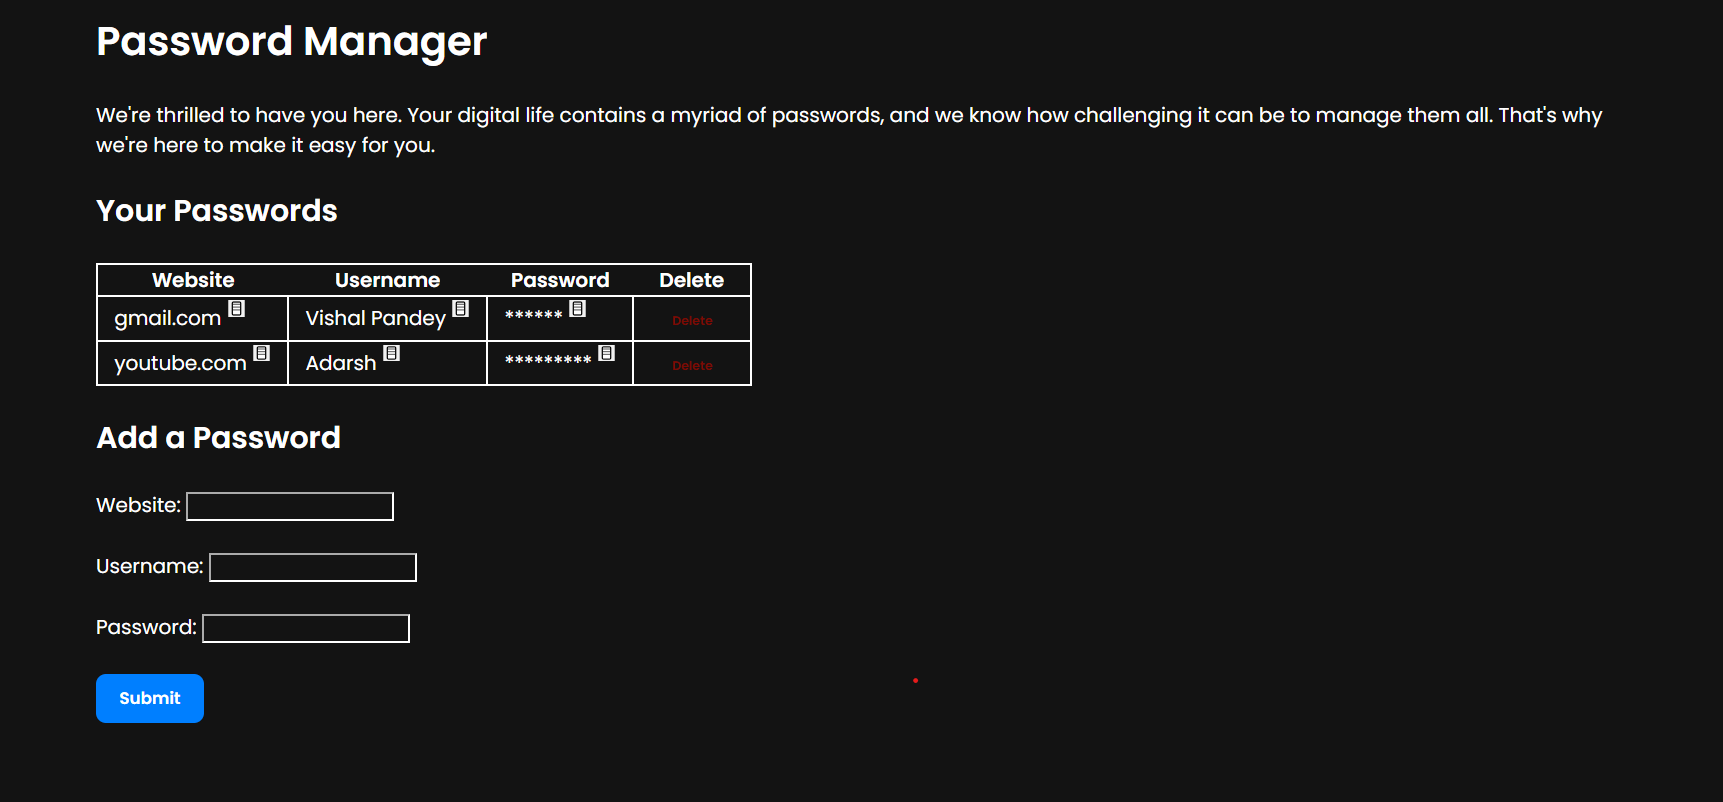 Password Manager
We're thrilled to have you here. Your digital life contains a myriad of passwords, and we know how challenging it can be to manage them all. That's why
we're here to make it easy for you.
Your Passwords
Website Username Password Delete
gmail.com Vishal Pandey ****** Delete
youtube.com Adarsh ********* Delete
Add a Password
Website:
Username:
Password:
Submit